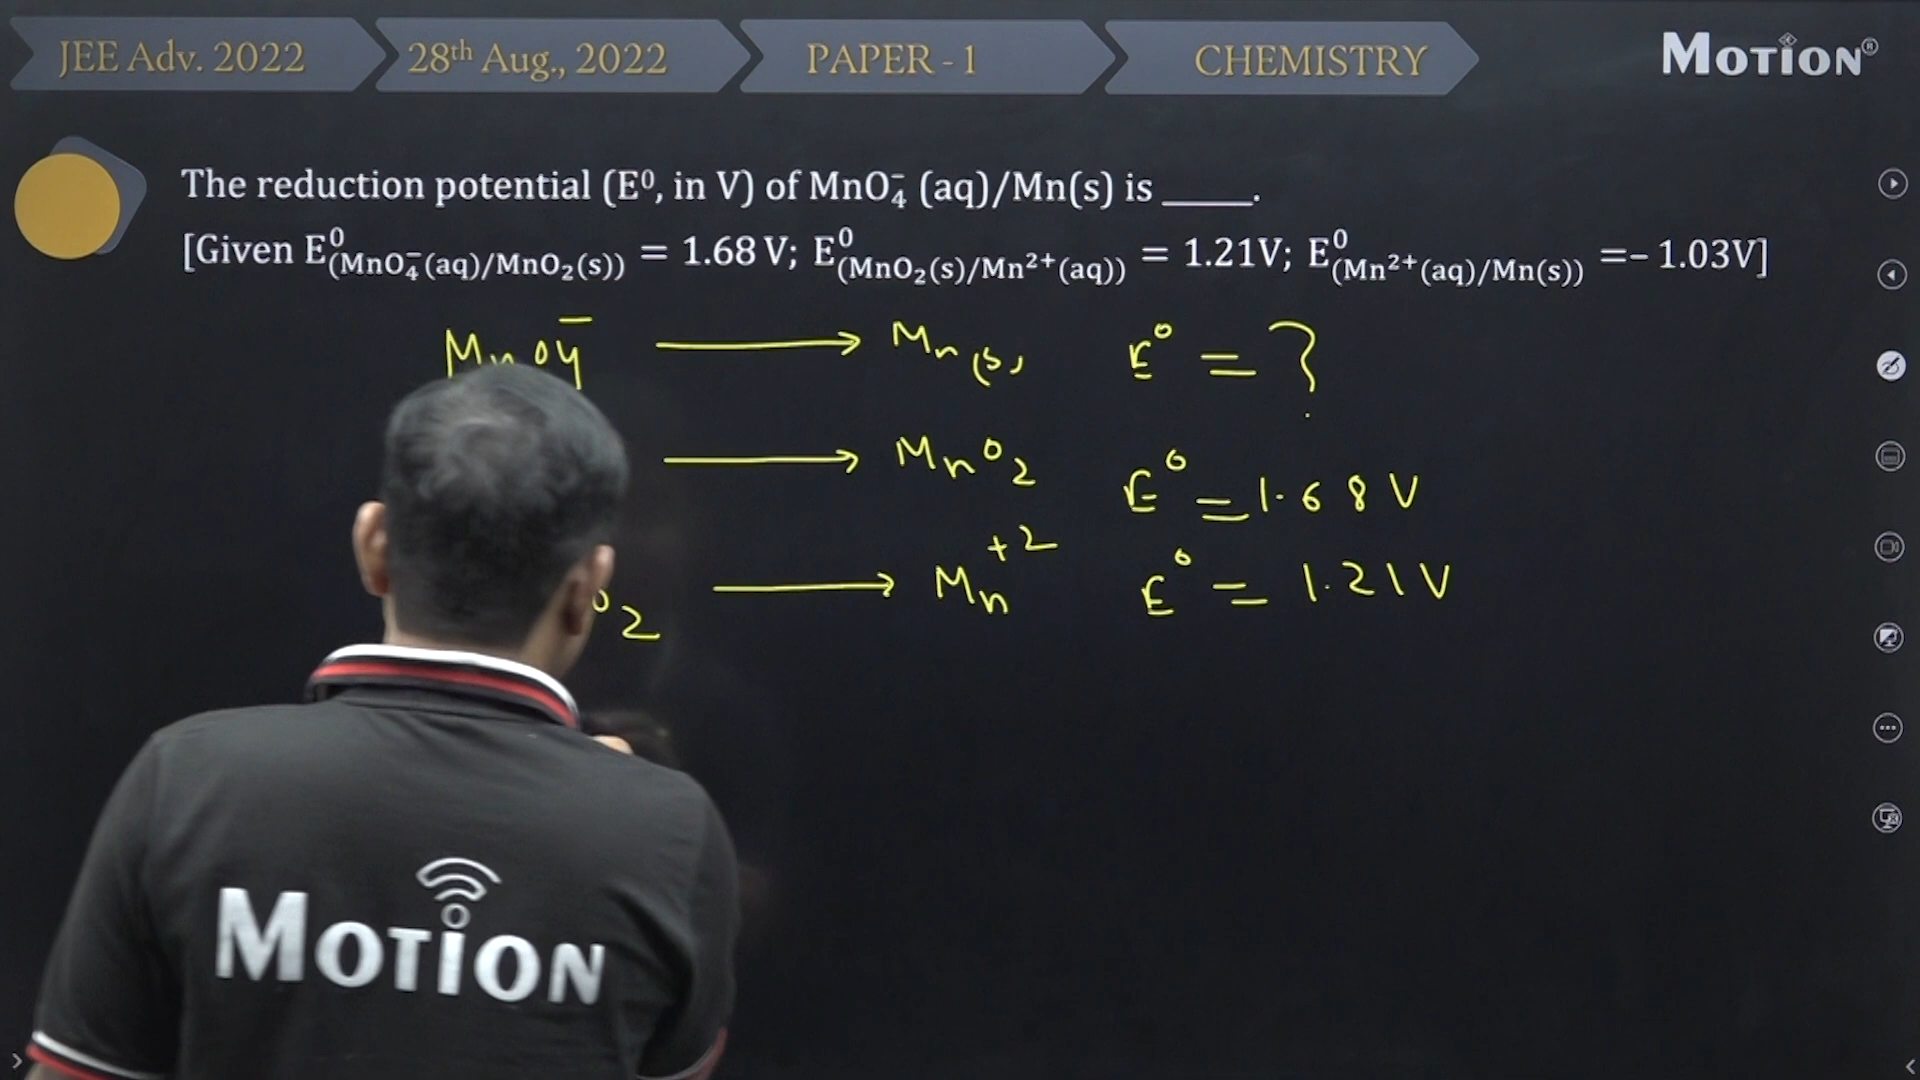 JEE Adv. 2022 28th Aug., 2022 PAPER - 1 CHEMISTRY MOTION®
The reduction potential (E⁰, in V) of MnO₄⁻ (aq)/Mn(s) is _____.
[Given E⁰(MnO₄⁻(aq)/MnO₂(s)) = 1.68 V; E⁰(MnO₂(s)/Mn²⁺(aq)) = 1.21V; E⁰(Mn²⁺(aq)/Mn(s)) =– 1.03V]
MnO₄⁻ ⟶ Mn(s) E° = ?
⟶ MnO₂ E° = 1.68 V
O₂ ⟶ Mn⁺² E° = 1.21 V
MOTION